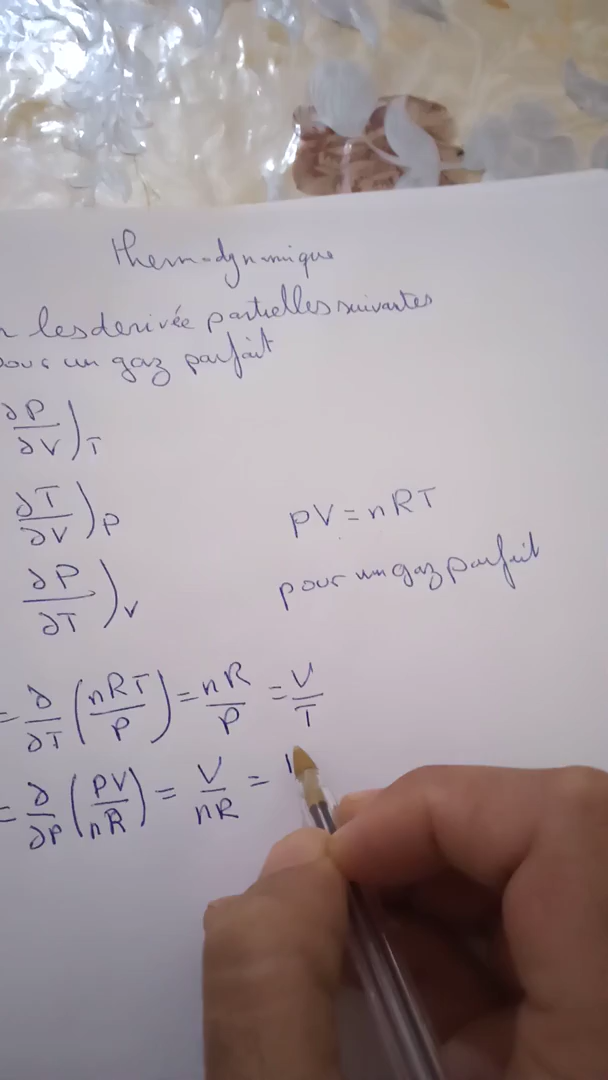 thermodynamique
les derivée partielles suivantes
pour un gaz parfait
∂P/∂V)T
∂T/∂V)P
PV = nRT
∂P/∂T)V
pour un gaz parfait
= ∂/∂T (nRT/P) = nR/P = V/T
= ∂/∂P (PV/nR) = V/nR =